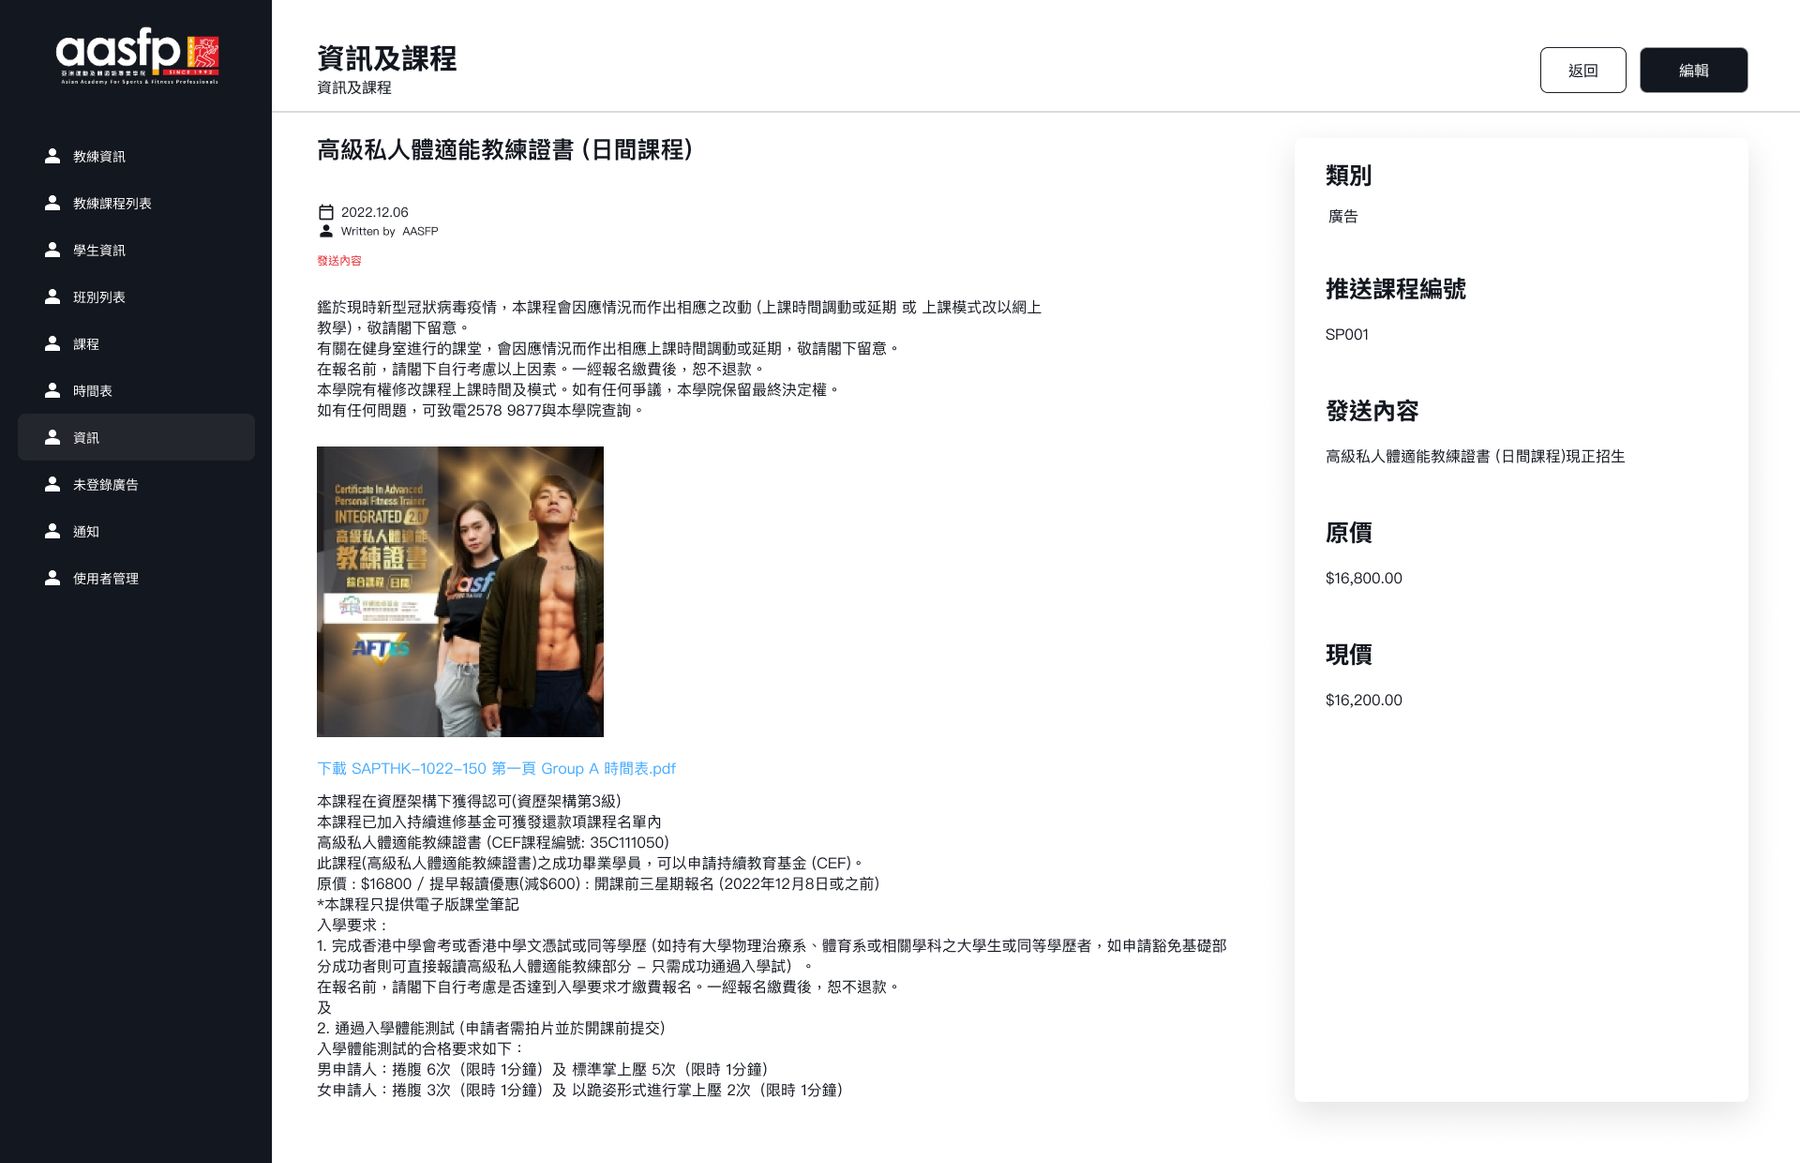 aasfp
亞洲運動及體適能專業學院
SINCE 1992
Asian Academy For Sports & Fitness Professionals
教練資訊
教練課程列表
學生資訊
班別列表
課程
時間表
資訊
未登錄廣告
通知
使用者管理
資訊及課程
資訊及課程
返回
編輯
高級私人體適能教練證書 (日間課程)
2022.12.06
Written by AASFP
發送內容
鑑於現時新型冠狀病毒疫情，本課程會因應情況而作出相應之改動 (上課時間調動或延期 或 上課模式改以網上
教學)，敬請閣下留意。
有關在健身室進行的課堂，會因應情況而作出相應上課時間調動或延期，敬請閣下留意。
在報名前，請閣下自行考慮以上因素。一經報名繳費後，恕不退款。
本學院有權修改課程上課時間及模式。如有任何爭議，本學院保留最終決定權。
如有任何問題，可致電2578 9877與本學院查詢。
Certificate In Advanced
Personal Fitness Trainer
INTEGRATED 2.0
高級私人體適能
教練證書
綜合課程 日間
aasf
AFTES
下載 SAPTHK-1022-150 第一頁 Group A 時間表.pdf
本課程在資歷架構下獲得認可(資歷架構第3級)
本課程已加入持續進修基金可獲發還款項課程名單內
高級私人體適能教練證書 (CEF課程編號: 35C111050)
此課程(高級私人體適能教練證書)之成功畢業學員，可以申請持續教育基金 (CEF)。
原價 : $16800 / 提早報讀優惠(減$600) : 開課前三星期報名 (2022年12月8日或之前)
*本課程只提供電子版課堂筆記
入學要求 :
1. 完成香港中學會考或香港中學文憑試或同等學歷 (如持有大學物理治療系、體育系或相關學科之大學生或同等學歷者，如申請豁免基礎部
分成功者則可直接報讀高級私人體適能教練部分 – 只需成功通過入學試）。
在報名前，請閣下自行考慮是否達到入學要求才繳費報名。一經報名繳費後，恕不退款。
及
2. 通過入學體能測試 (申請者需拍片並於開課前提交)
入學體能測試的合格要求如下：
男申請人：捲腹 6次（限時 1分鐘）及 標準掌上壓 5次（限時 1分鐘）
女申請人：捲腹 3次（限時 1分鐘）及 以跪姿形式進行掌上壓 2次（限時 1分鐘）
類別
廣告
推送課程編號
SP001
發送內容
高級私人體適能教練證書 (日間課程)現正招生
原價
$16,800.00
現價
$16,200.00